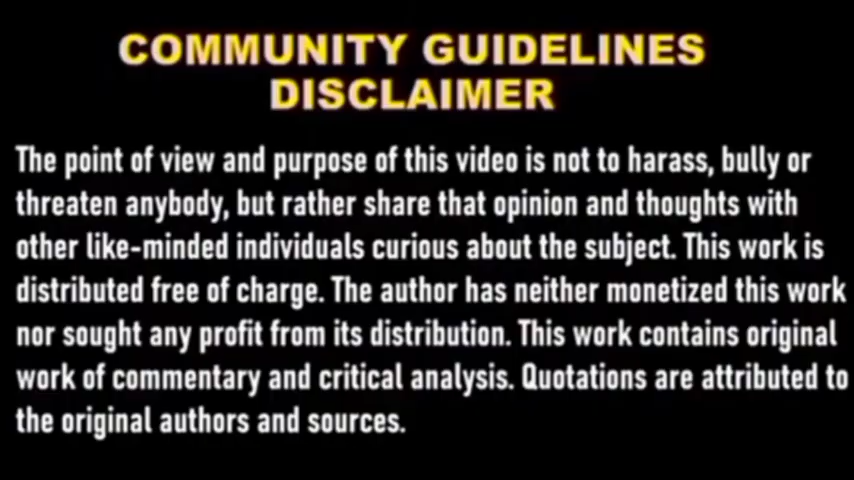 COMMUNITY GUIDELINES
DISCLAIMER
The point of view and purpose of this video is not to harass, bully or
threaten anybody, but rather share that opinion and thoughts with
other like-minded individuals curious about the subject. This work is
distributed free of charge. The author has neither monetized this work
nor sought any profit from its distribution. This work contains original
work of commentary and critical analysis. Quotations are attributed to
the original authors and sources.